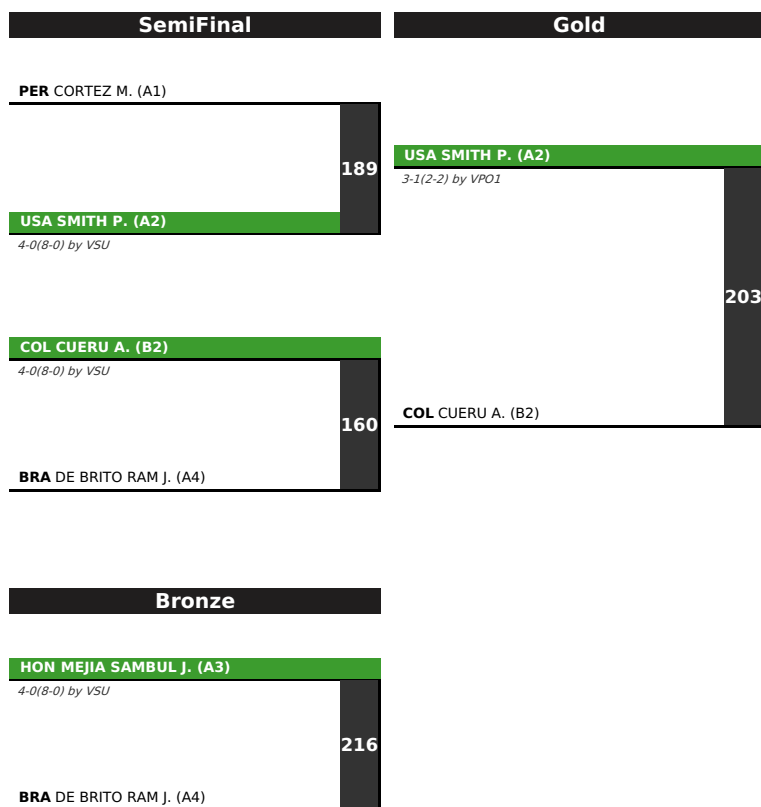 SemiFinal
PER CORTEZ M. (A1)
189
USA SMITH P. (A2)
4-0(8-0) by VSU
COL CUERU A. (B2)
4-0(8-0) by VSU
160
BRA DE BRITO RAM J. (A4)
Gold
USA SMITH P. (A2)
3-1(2-2) by VPO1
203
COL CUERU A. (B2)
Bronze
HON MEJIA SAMBUL J. (A3)
4-0(8-0) by VSU
216
BRA DE BRITO RAM J. (A4)